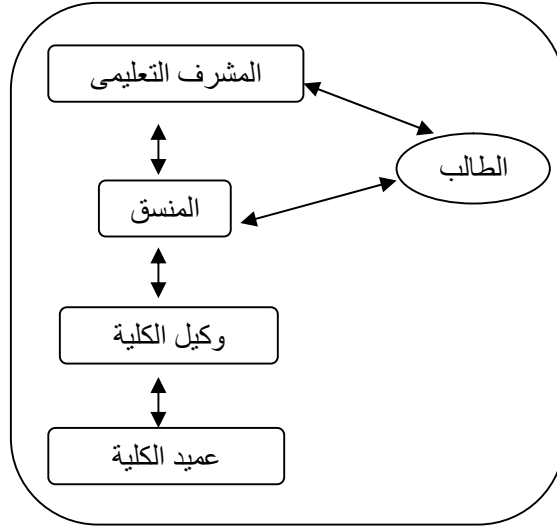 المشرف التعليمى
الطالب
المنسق
وكيل الكلية
عميد الكلية